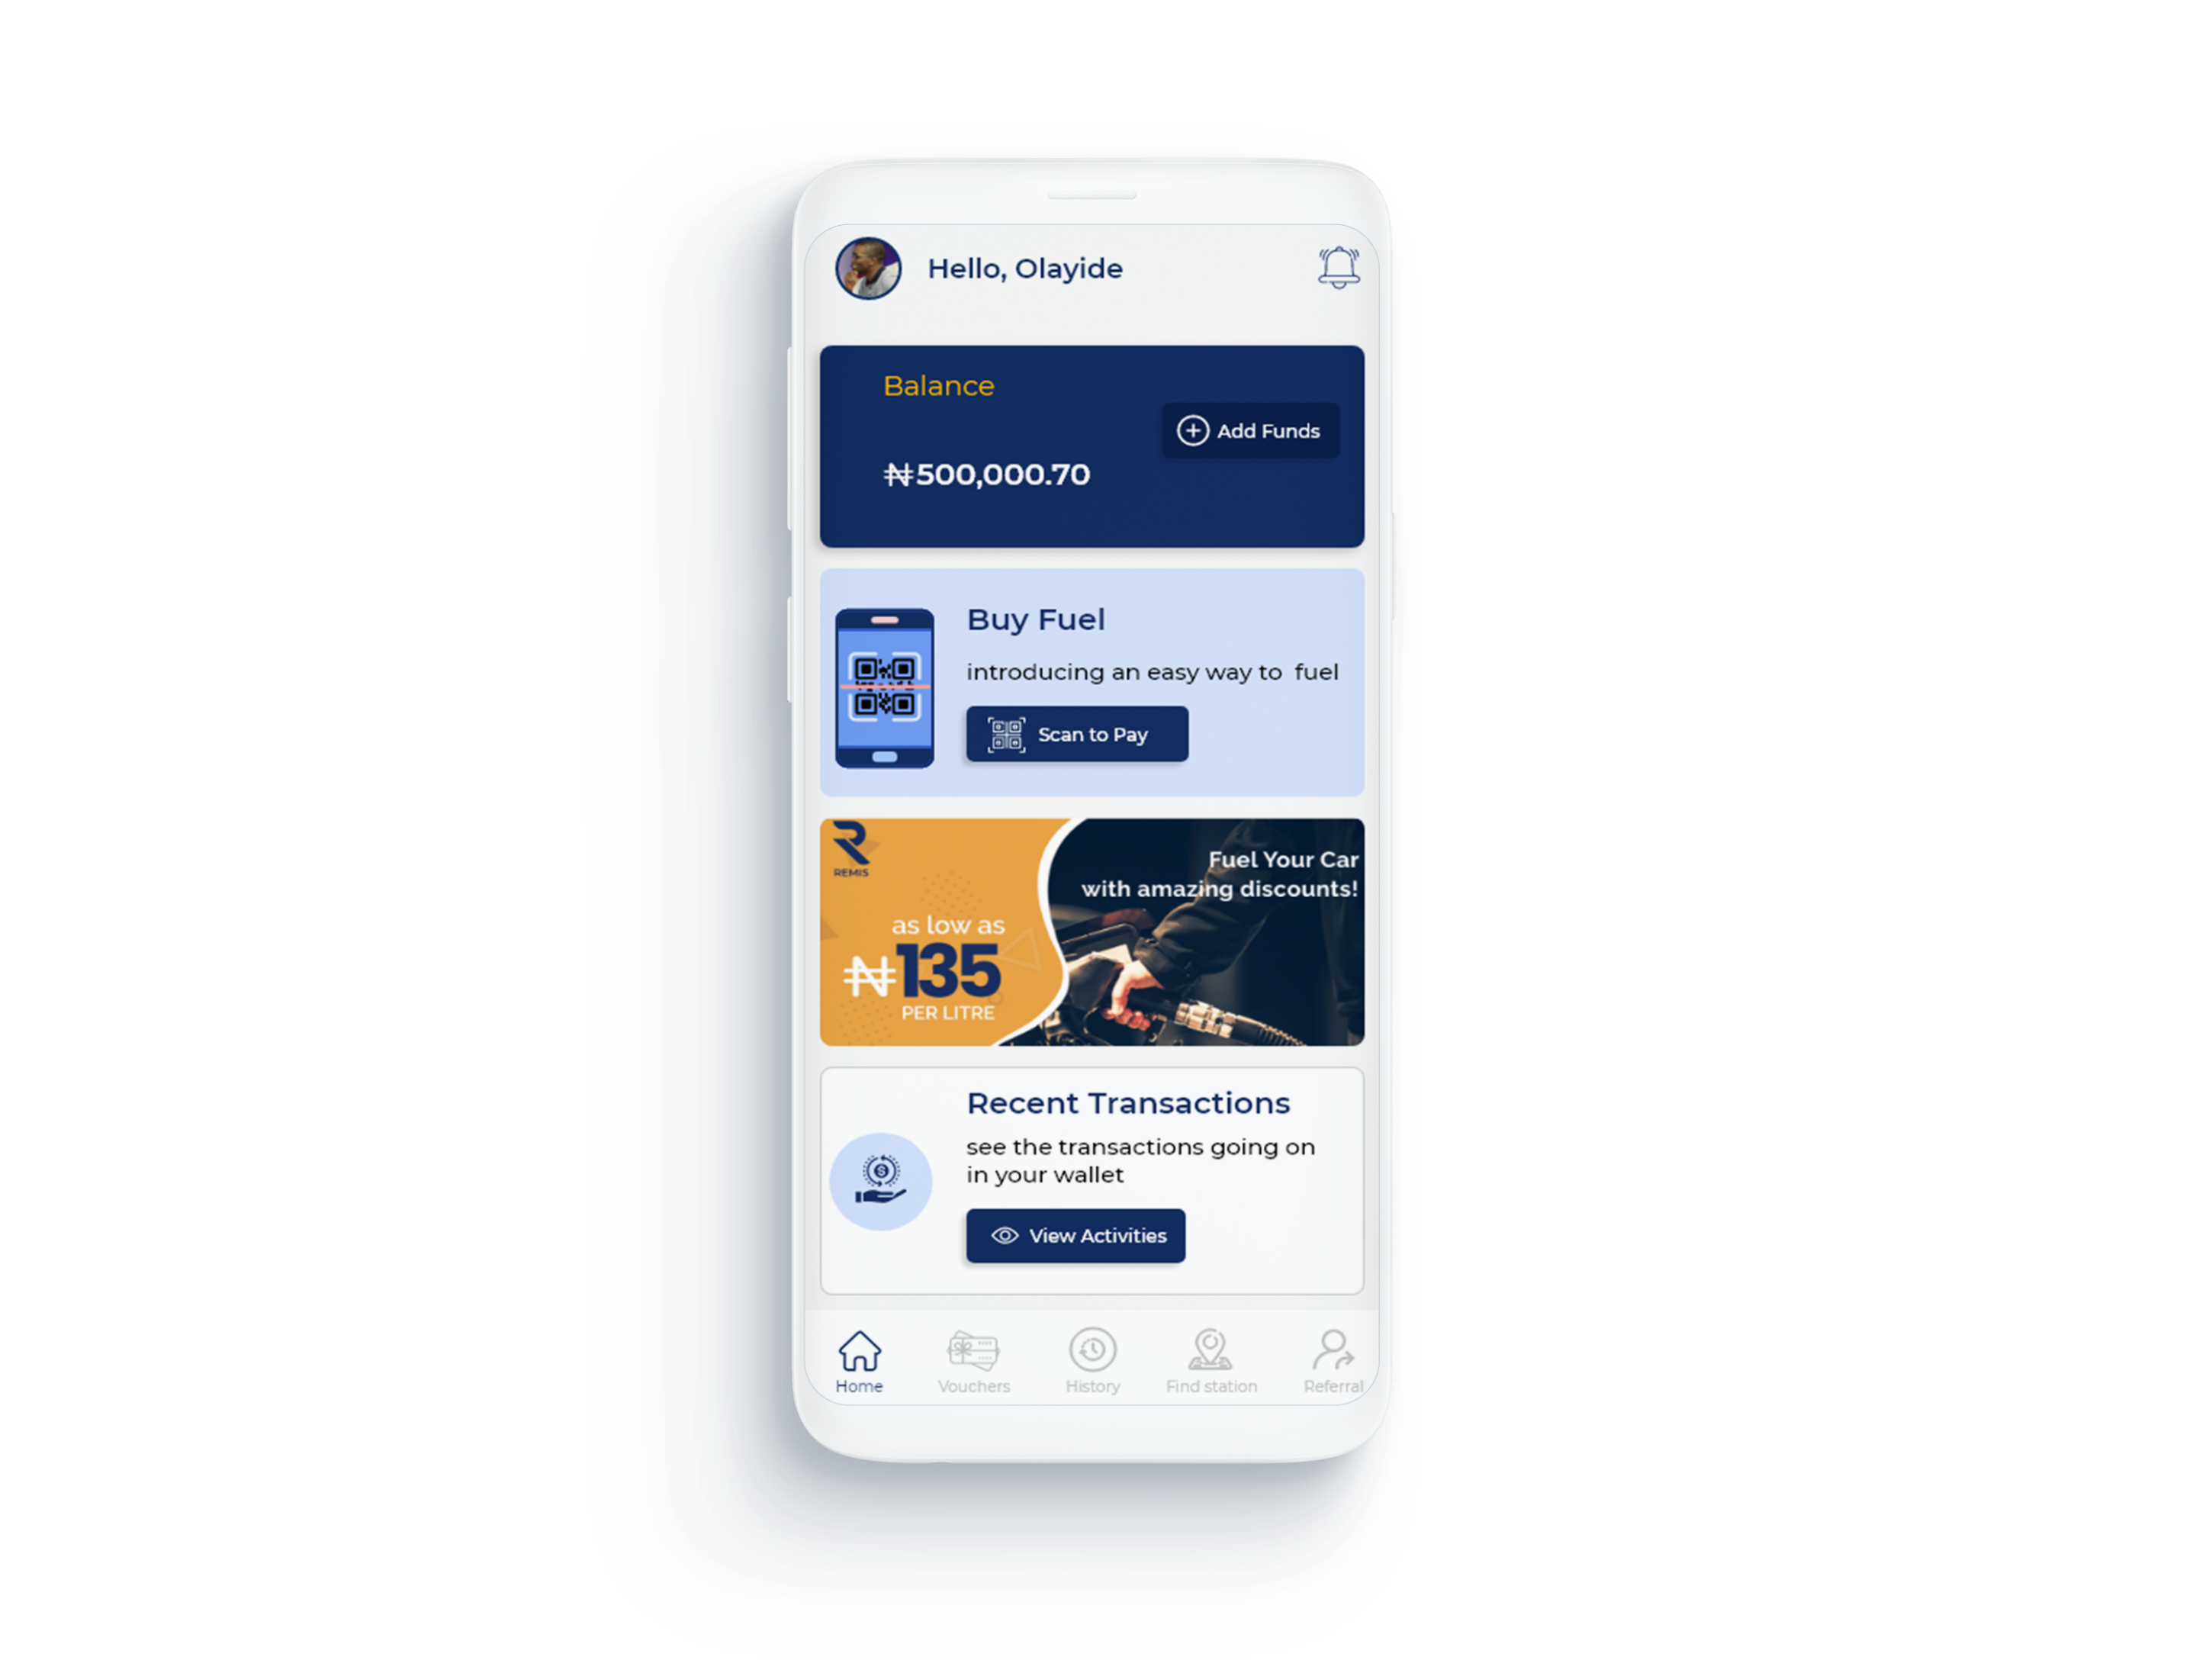 Hello, Olayide
Balance
Add Funds
₦500,000.70
Buy Fuel
introducing an easy way to  fuel
Scan to Pay
REMIS
Fuel Your Car
with amazing discounts!
as low as
₦135
PER LITRE
Recent Transactions
see the transactions going on
in your wallet
View Activities
Home
Vouchers
History
Find station
Referral